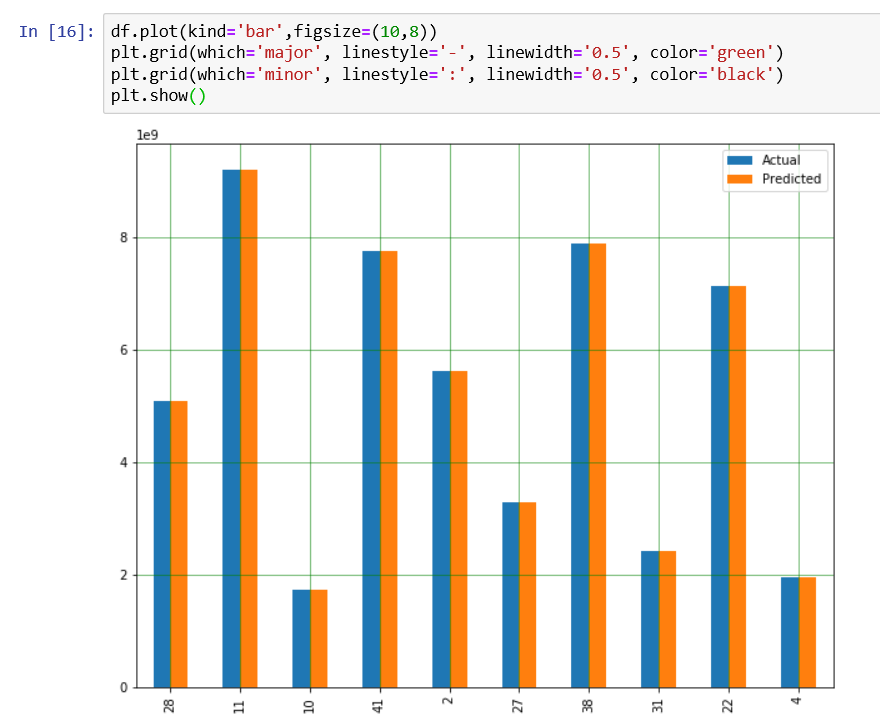 In [16]: df.plot(kind='bar',figsize=(10,8))
plt.grid(which='major', linestyle='-', linewidth='0.5', color='green')
plt.grid(which='minor', linestyle=':', linewidth='0.5', color='black')
plt.show()
1e9
Actual
Predicted
8
6
4
2
0
28 11 10 41 2 27 38 31 22 4